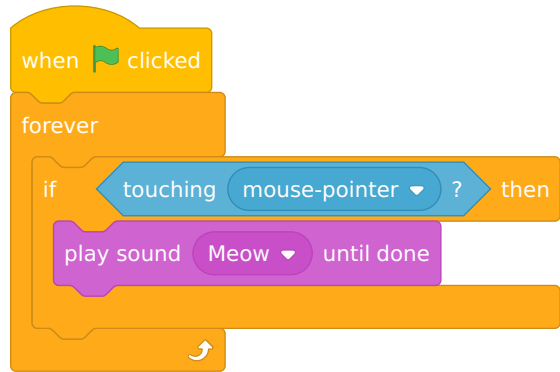 when clicked
forever
if touching mouse-pointer ? then
play sound Meow until done